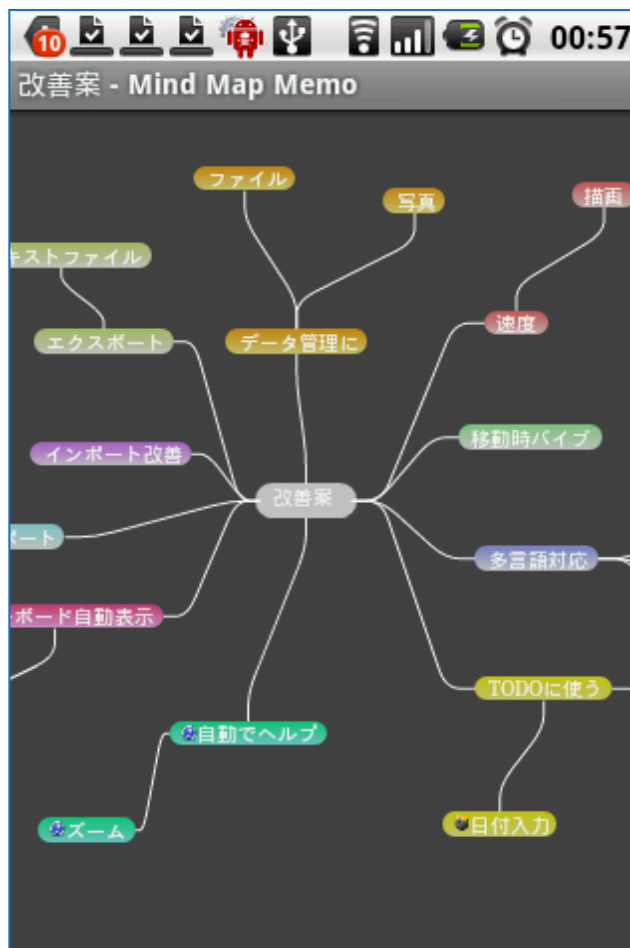 10
00:57
改善案 - Mind Map Memo
ファイル
写真
描画
キストファイル
速度
エクスポート
データ管理に
移動時バイブ
インポート改善
改善案
ポート
多言語対応
ーボード自動表示
TODOに使う
自動でヘルプ
日付入力
ズーム